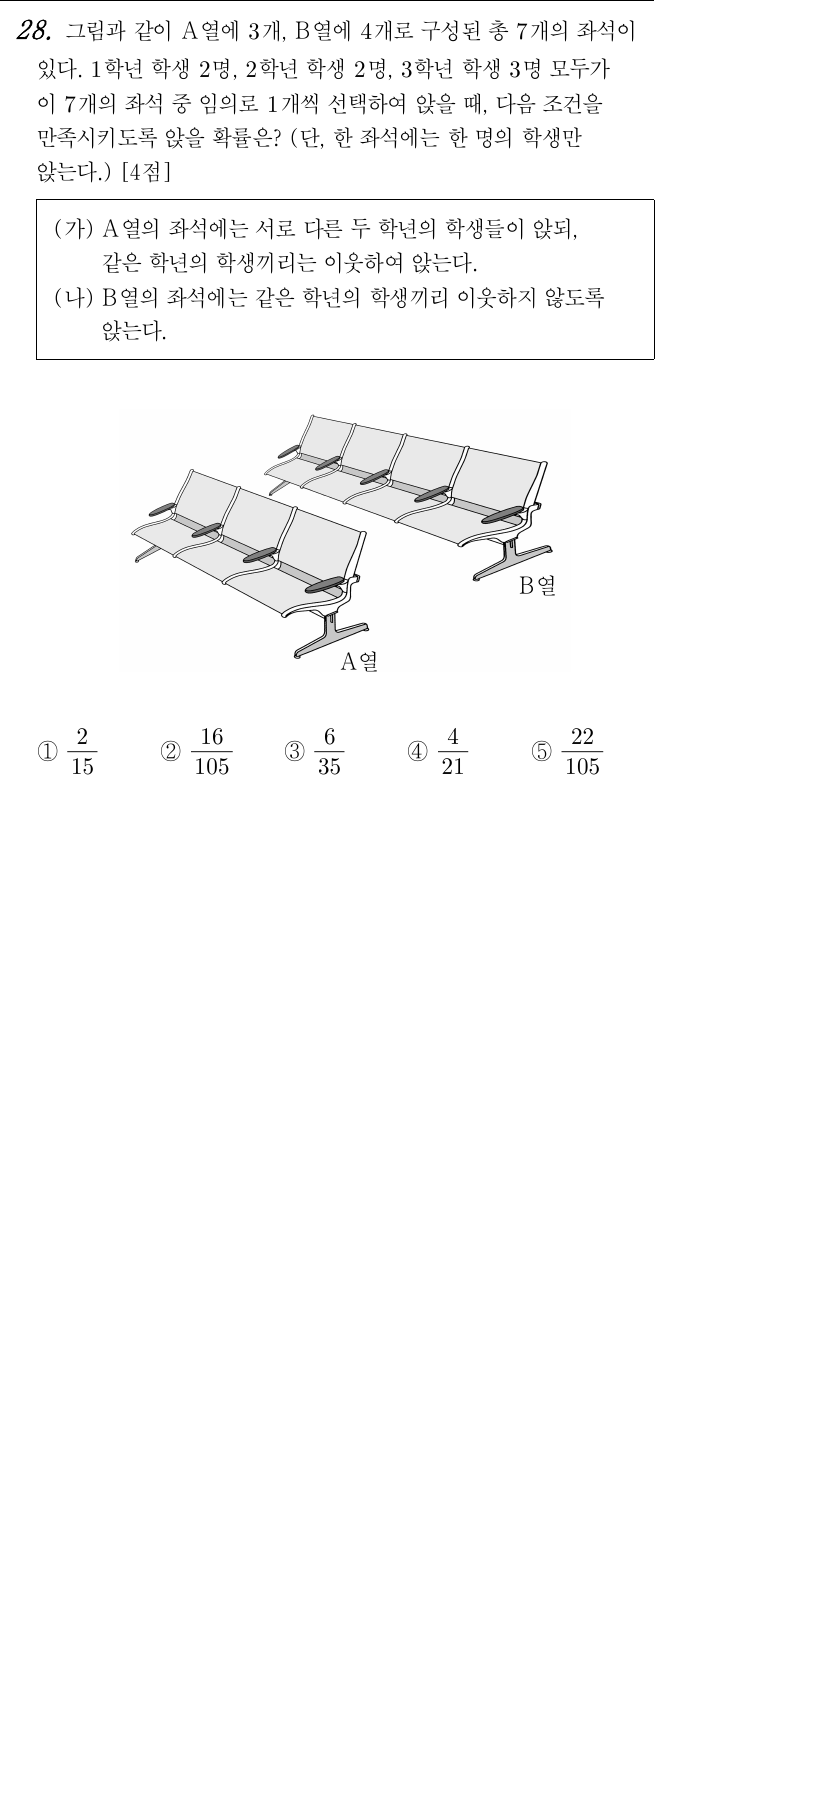 28. 그림과 같이 A열에 3개, B열에 4개로 구성된 총 7개의 좌석이
있다. 1학년 학생 2명, 2학년 학생 2명, 3학년 학생 3명 모두가
이 7개의 좌석 중 임의로 1개씩 선택하여 앉을 때, 다음 조건을
만족시키도록 앉을 확률은? (단, 한 좌석에는 한 명의 학생만
앉는다.) [4점]
(가) A열의 좌석에는 서로 다른 두 학년의 학생들이 앉되,
같은 학년의 학생끼리는 이웃하여 앉는다.
(나) B열의 좌석에는 같은 학년의 학생끼리 이웃하지 않도록
앉는다.
B열
A열
① 2/15 ② 16/105 ③ 6/35 ④ 4/21 ⑤ 22/105